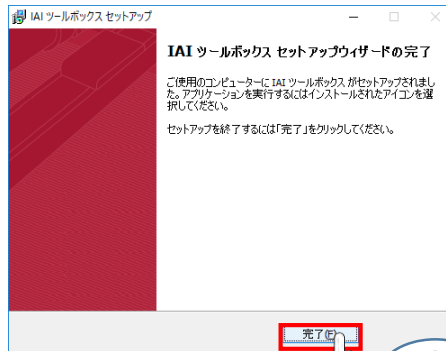 IAI ツールボックス セットアップ
IAI ツールボックス セットアップウィザードの完了
ご使用のコンピューターに IAI ツールボックス がセットアップされまし
た。アプリケーションを実行するにはインストールされたアイコンを選
択してください。
セットアップを終了するには「完了」をクリックしてください。
完了(F)